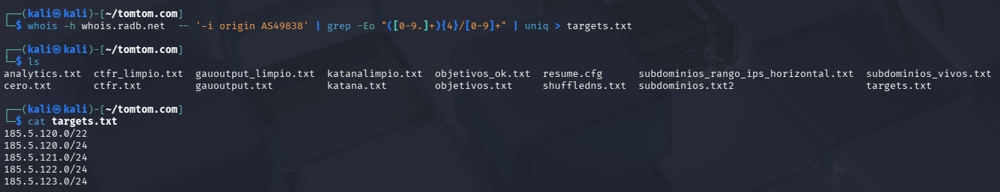 ┌──(kali㉿kali)-[~/tomtom.com]
└─$ whois -h whois.radb.net  -- '-i origin AS49838' | grep -Eo "([0-9.]+){4}/[0-9]+" | uniq > targets.txt
┌──(kali㉿kali)-[~/tomtom.com]
└─$ ls
analytics.txt  ctfr_limpio.txt  gauoutput_limpio.txt  katanalimpio.txt  objetivos_ok.txt  resume.cfg     subdominios_rango_ips_horizontal.txt  subdominios_vivos.txt
cero.txt       ctfr.txt         gauoutput.txt         katana.txt        objetivos.txt     shuffledns.txt  subdominios.txt2                      targets.txt
┌──(kali㉿kali)-[~/tomtom.com]
└─$ cat targets.txt
185.5.120.0/22
185.5.120.0/24
185.5.121.0/24
185.5.122.0/24
185.5.123.0/24